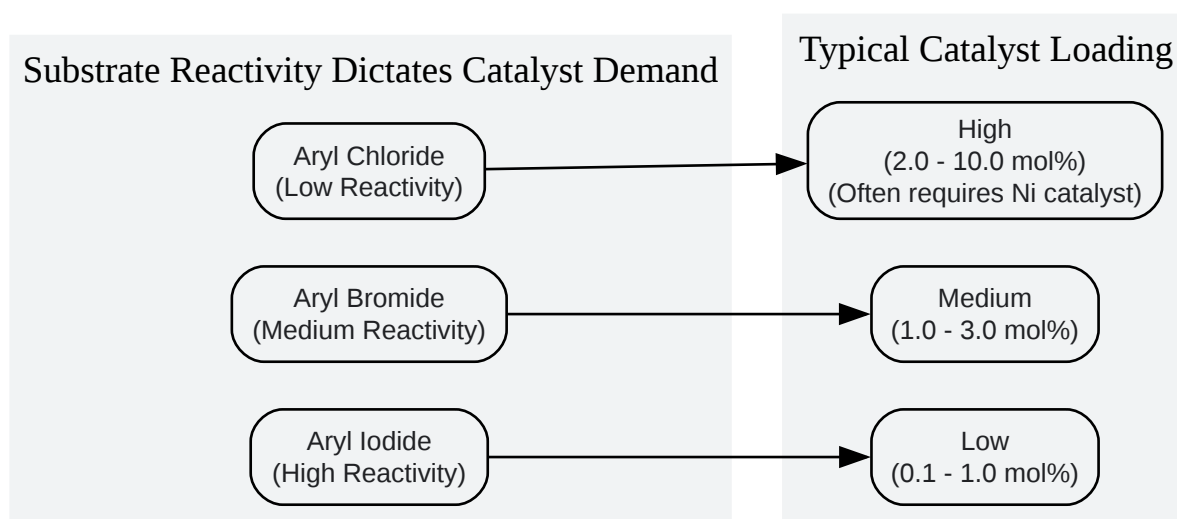 Substrate Reactivity Dictates Catalyst Demand
Aryl Chloride
(Low Reactivity)
Aryl Bromide
(Medium Reactivity)
Aryl Iodide
(High Reactivity)
Typical Catalyst Loading
High
(2.0 - 10.0 mol%)
(Often requires Ni catalyst)
Medium
(1.0 - 3.0 mol%)
Low
(0.1 - 1.0 mol%)